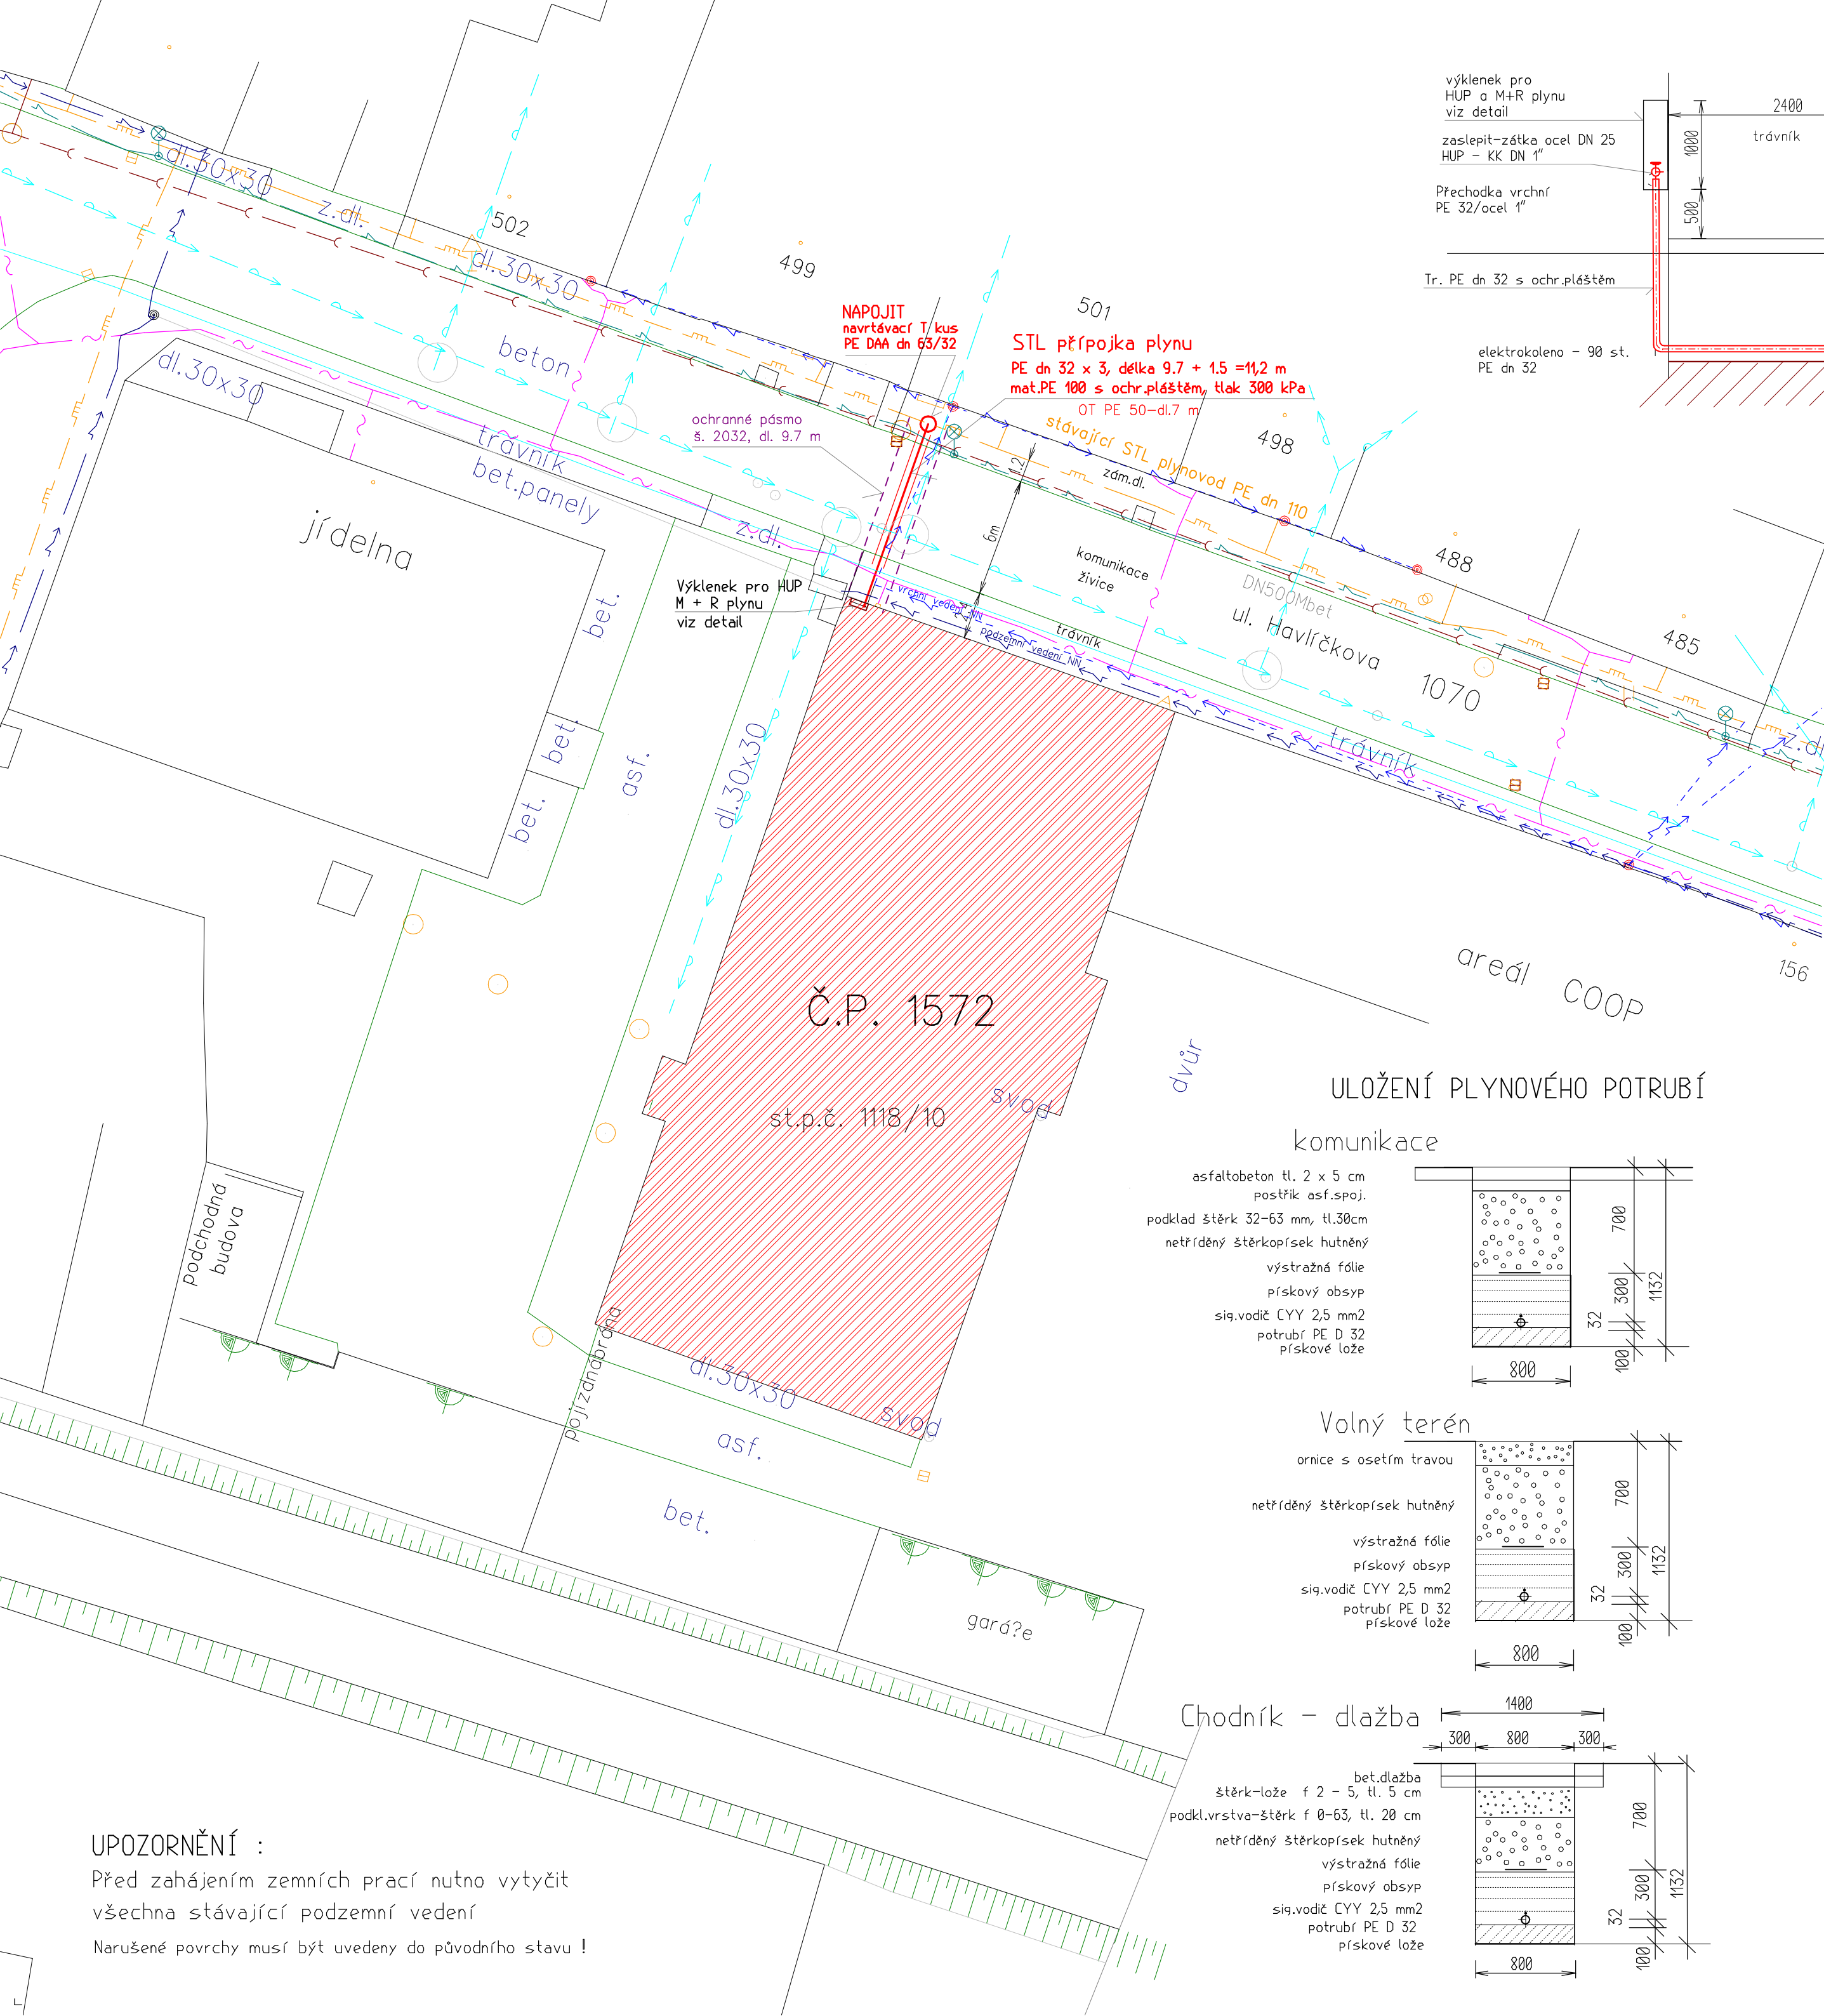 výklenek pro
HUP a M+R plynu
viz detail
2400
trávník
zaslepit-zátka ocel DN 25
HUP - KK DN 1"
1000
Přechodka vrchní
PE 32/ocel 1"
500
Tr. PE dn 32 s ochr.pláštěm
elektrokoleno - 90 st.
PE dn 32
dl.30x30
z.dl.
502
dl.30x30
499
501
NAPOJIT
navrtávací T kus
PE DAA dn 63/32
STL přípojka plynu
PE dn 32 x 3, délka 9.7 + 1.5 =11,2 m
mat.PE 100 s ochr.pláštěm, tlak 300 kPa
OT PE 50-dl.7 m
beton
dl.30x30
ochranné pásmo
š. 2032, dl. 9.7 m
stávající STL plynovod PE dn 110
498
trávník
bet.panely
zám.dl.
1,2
6m
jídelna
z.dl.
488
komunikace
živice
DN500Mbet
ul. Havlíčkova
1070
485
Výklenek pro HUP
M + R plynu
viz detail
vrchní vedení NN
podzemní vedení NN
trávník
trávník
bet.
bet.
bet.
asf.
dl.30x30
areál COOP
156
Č.P. 1572
st.p.č. 1118/10
svod
dvůr
podchodná
budova
pojízdnábrána
dl.30x30
svod
asf.
bet.
gará?e
ULOŽENÍ PLYNOVÉHO POTRUBÍ
komunikace
asfaltobeton tl. 2 x 5 cm
postřik asf.spoj.
podklad štěrk 32-63 mm, tl.30cm
netříděný štěrkopísek hutněný
výstražná fólie
pískový obsyp
sig.vodič CYY 2,5 mm2
potrubí PE D 32
pískové lože
700
300
1132
32
100
800
Volný terén
ornice s osetím travou
netříděný štěrkopísek hutněný
výstražná fólie
pískový obsyp
sig.vodič CYY 2,5 mm2
potrubí PE D 32
pískové lože
700
300
1132
32
100
800
Chodník - dlažba
1400
300
800
300
bet.dlažba
štěrk-lože f 2 - 5, tl. 5 cm
podkl.vrstva-štěrk f 0-63, tl. 20 cm
netříděný štěrkopísek hutněný
výstražná fólie
pískový obsyp
sig.vodič CYY 2,5 mm2
potrubí PE D 32
pískové lože
700
300
1132
32
100
800
UPOZORNĚNÍ :
Před zahájením zemních prací nutno vytyčit
všechna stávající podzemní vedení
Narušené povrchy musí být uvedeny do původního stavu !